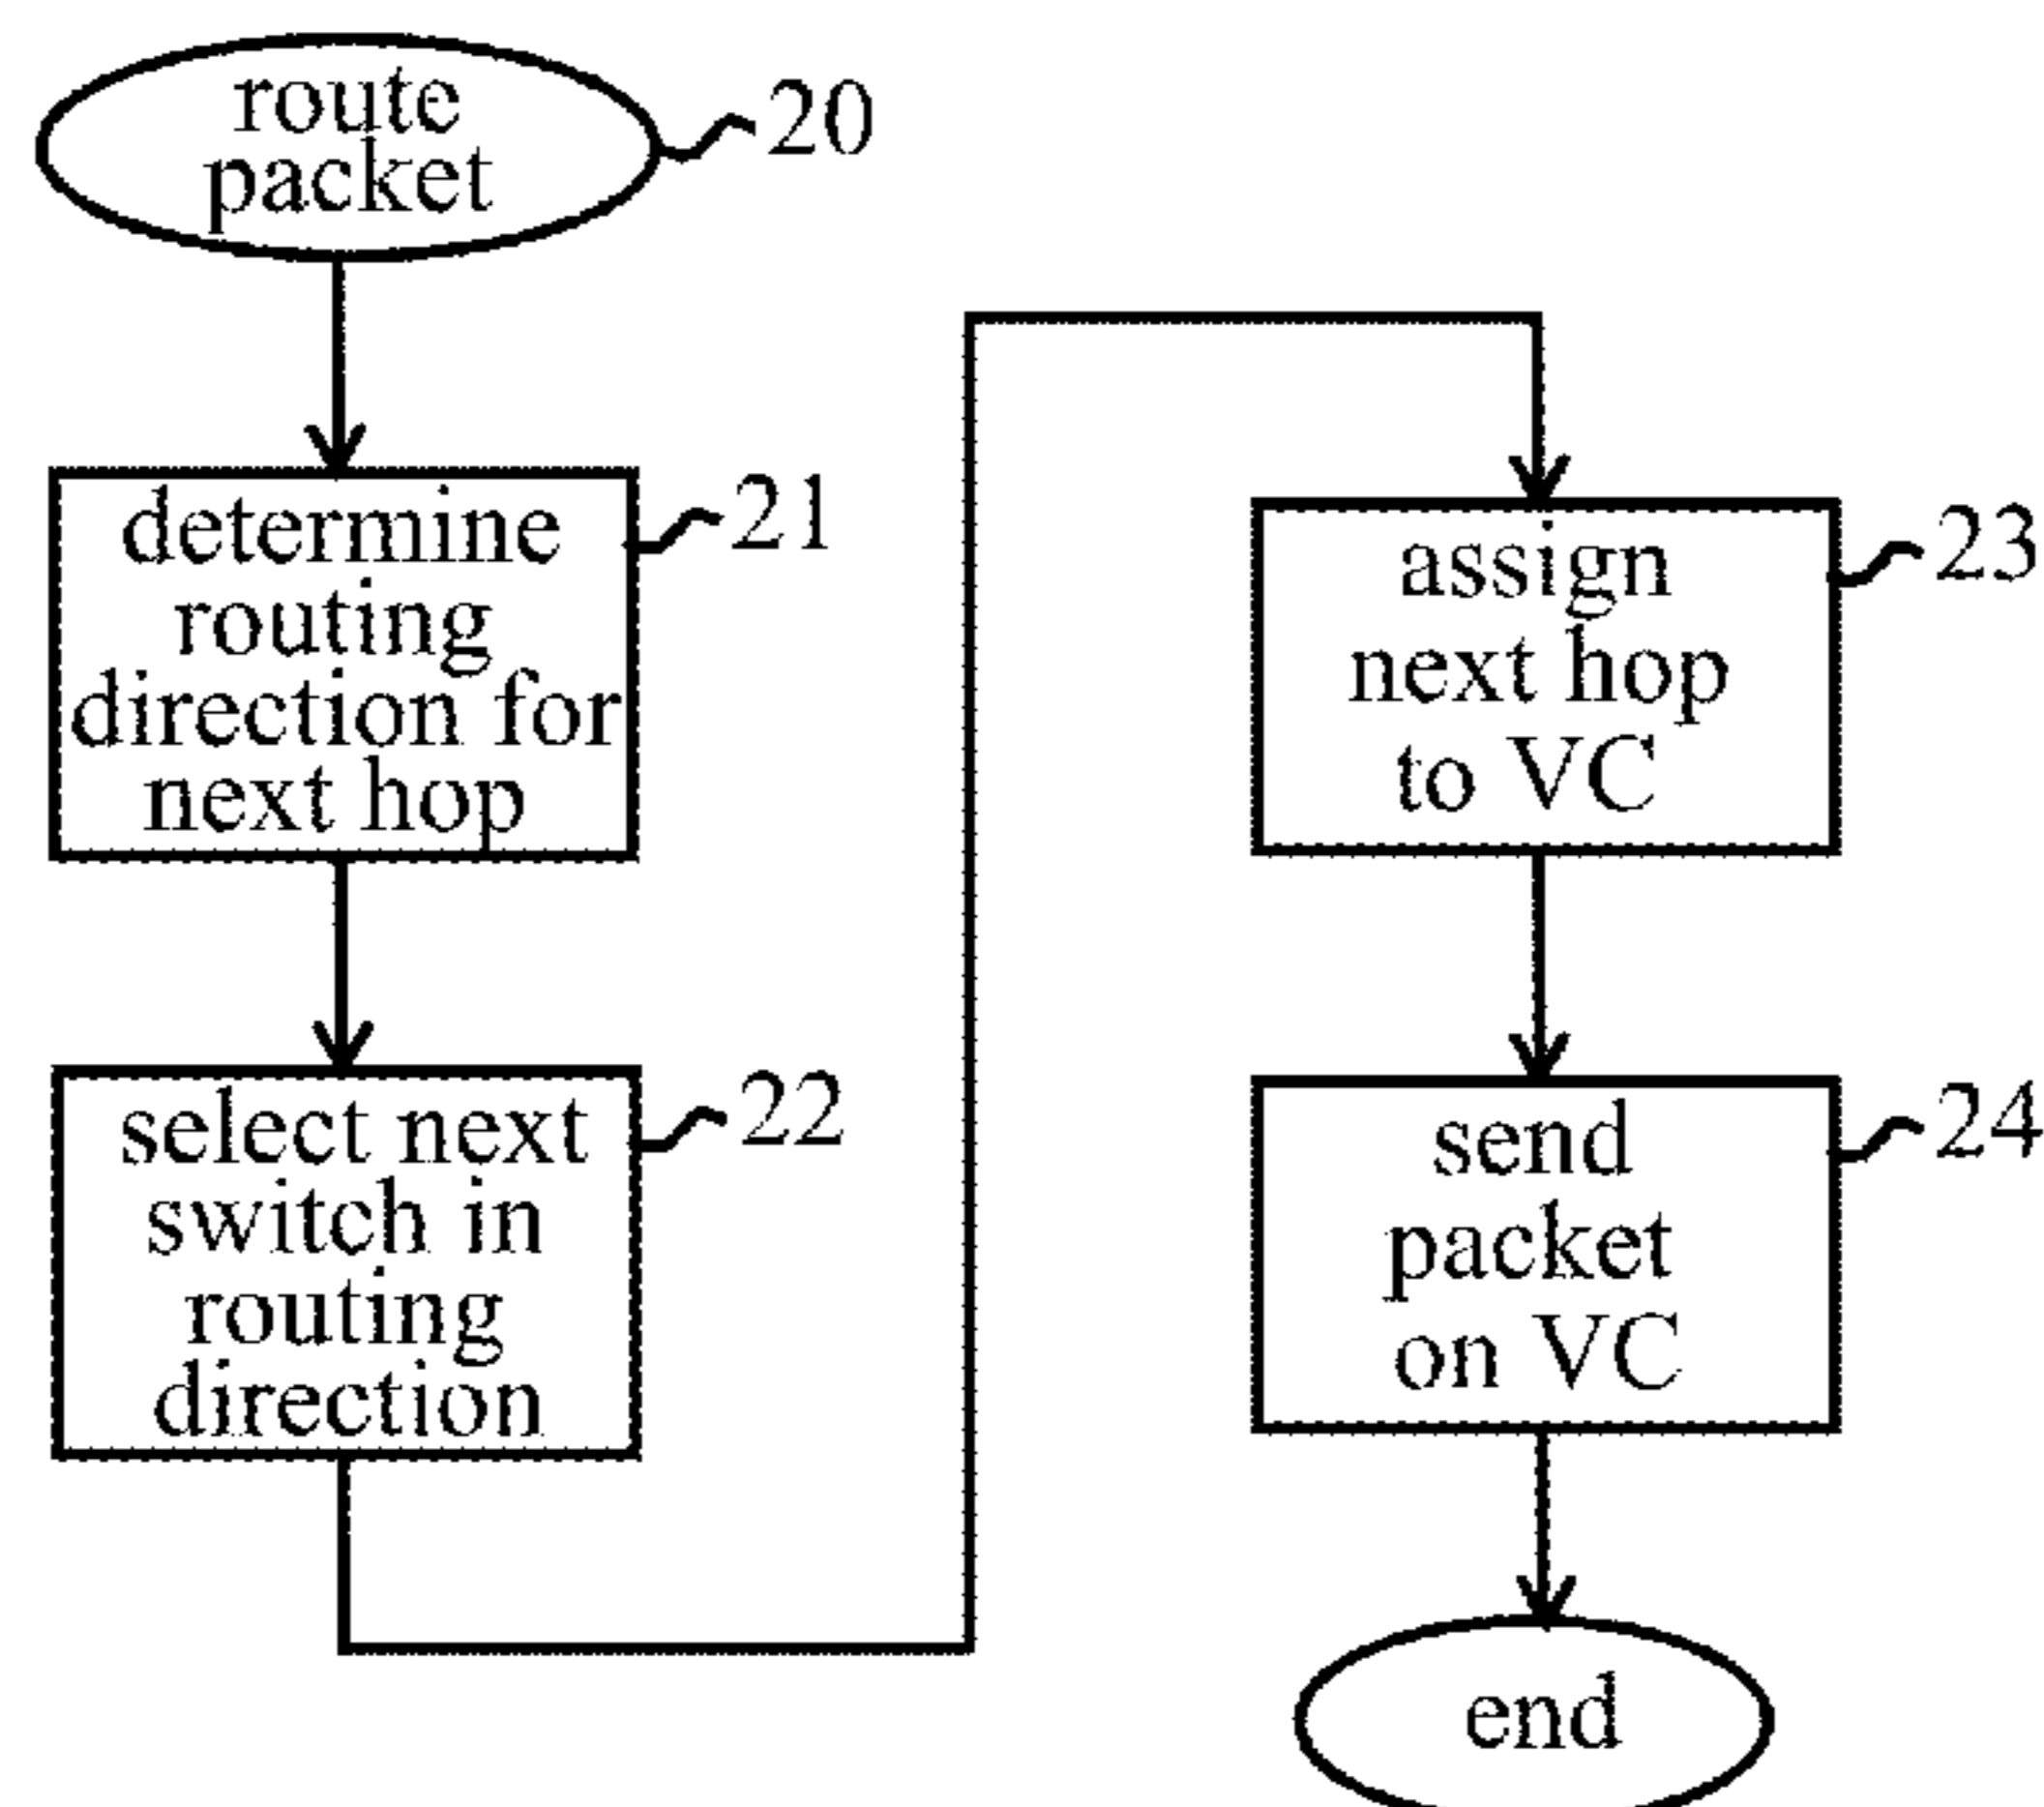 route
packet
20
determine
routing
direction for
next hop
21
select next
switch in
routing
direction
22
assign
next hop
to VC
23
send
packet
on VC
24
end